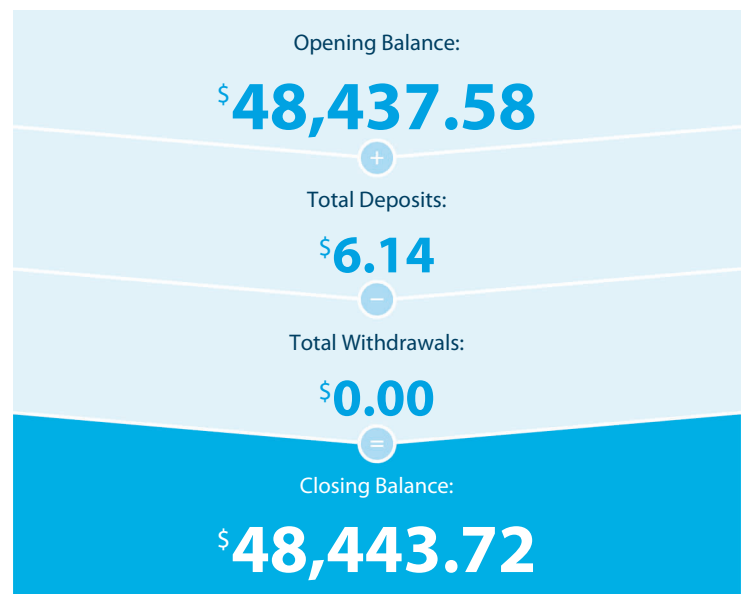 Opening Balance:
$48,437.58
+
Total Deposits:
$6.14
−
Total Withdrawals:
$0.00
=
Closing Balance:
$48,443.72